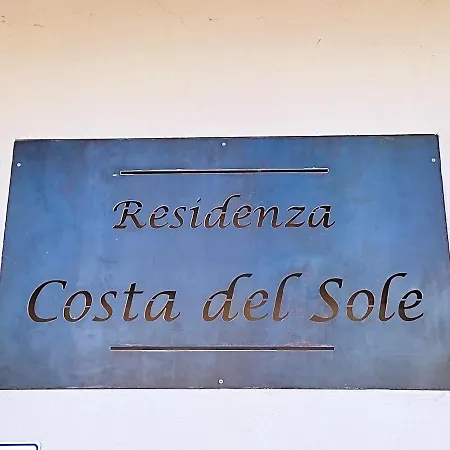 Residenza
Costa del Sole